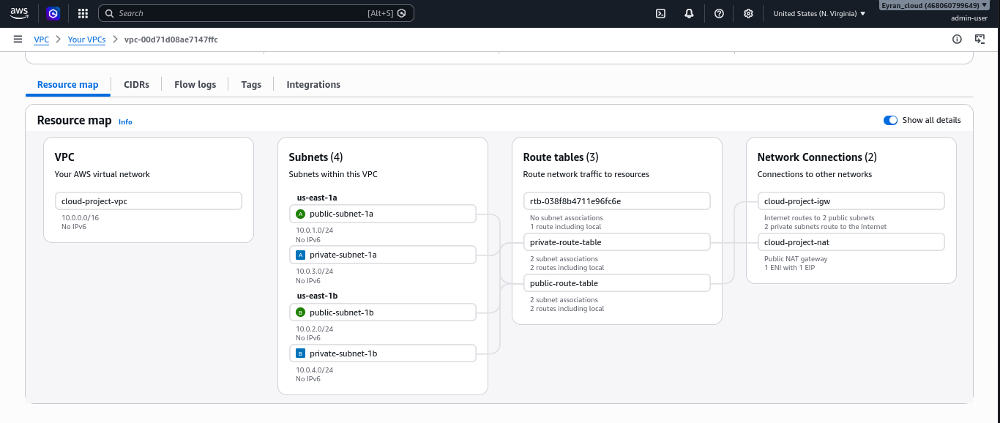 aws
Search
[Alt+S]
United States (N. Virginia)
Eyran_cloud (468060799649)
admin-user
VPC
Your VPCs
vpc-00d71d08ae7147ffc
Resource map
CIDRs
Flow logs
Tags
Integrations
Resource map
Info
Show all details
VPC
Your AWS virtual network
cloud-project-vpc
10.0.0.0/16
No IPv6
Subnets (4)
Subnets within this VPC
us-east-1a
A public-subnet-1a
10.0.1.0/24
No IPv6
A private-subnet-1a
10.0.3.0/24
No IPv6
us-east-1b
B public-subnet-1b
10.0.2.0/24
No IPv6
B private-subnet-1b
10.0.4.0/24
No IPv6
Route tables (3)
Route network traffic to resources
rtb-038f8b4711e96fc6e
No subnet associations
1 route including local
private-route-table
2 subnet associations
2 routes including local
public-route-table
2 subnet associations
2 routes including local
Network Connections (2)
Connections to other networks
cloud-project-igw
Internet routes to 2 public subnets
2 private subnets route to the Internet
cloud-project-nat
Public NAT gateway
1 ENI with 1 EIP